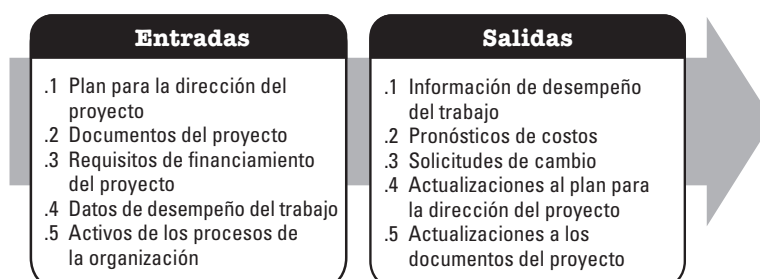 Entradas
.1 Plan para la dirección del
proyecto
.2 Documentos del proyecto
.3 Requisitos de financiamiento
del proyecto
.4 Datos de desempeño del trabajo
.5 Activos de los procesos de
la organización
Salidas
.1 Información de desempeño
del trabajo
.2 Pronósticos de costos
.3 Solicitudes de cambio
.4 Actualizaciones al plan para
la dirección del proyecto
.5 Actualizaciones a los
documentos del proyecto